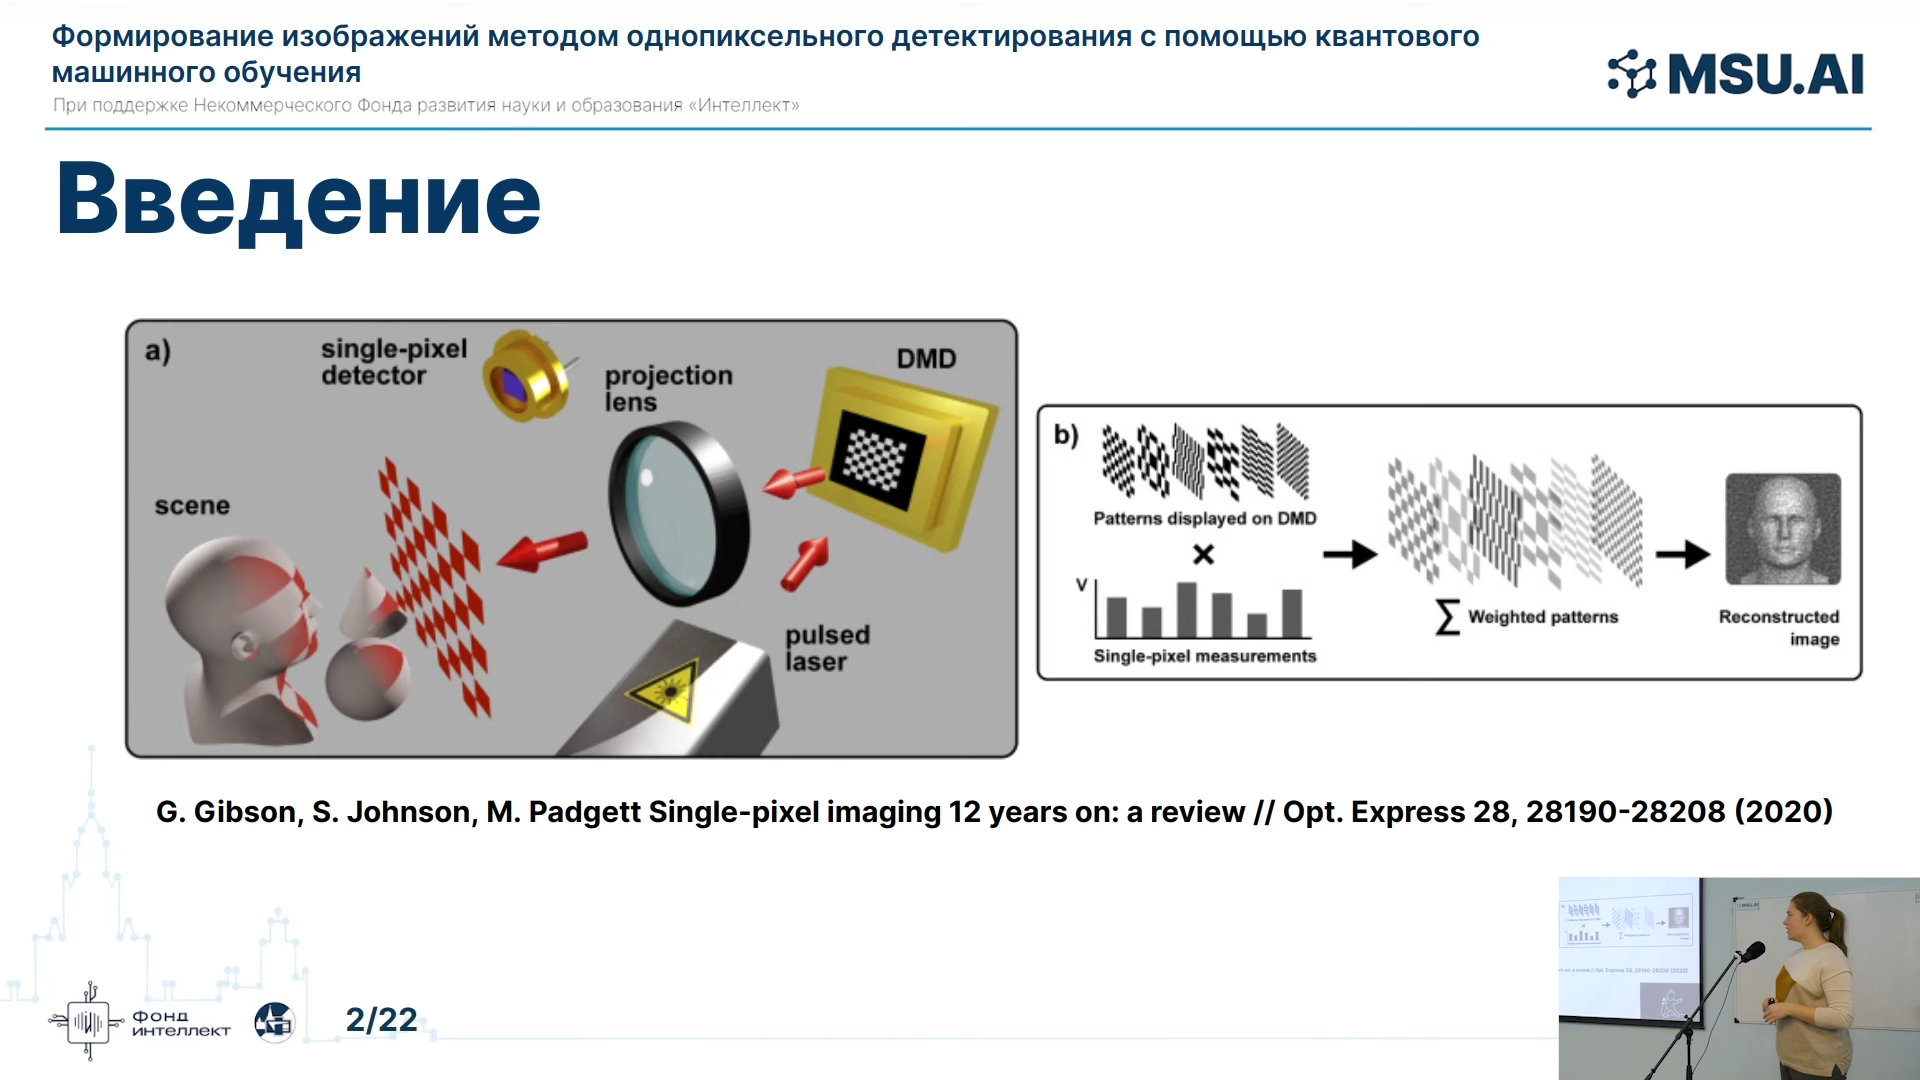 Формирование изображений методом однопиксельного детектирования с помощью квантового
машинного обучения
При поддержке Некоммерческого Фонда развития науки и образования «Интеллект»
MSU.AI
Введение
a)
single-pixel
detector
projection
lens
DMD
scene
pulsed
laser
b)
Patterns displayed on DMD
×
V
Single-pixel measurements
∑ Weighted patterns
Reconstructed
image
G. Gibson, S. Johnson, M. Padgett Single-pixel imaging 12 years on: a review // Opt. Express 28, 28190-28208 (2020)
ФОНД
ИНТЕЛЛЕКТ
2/22